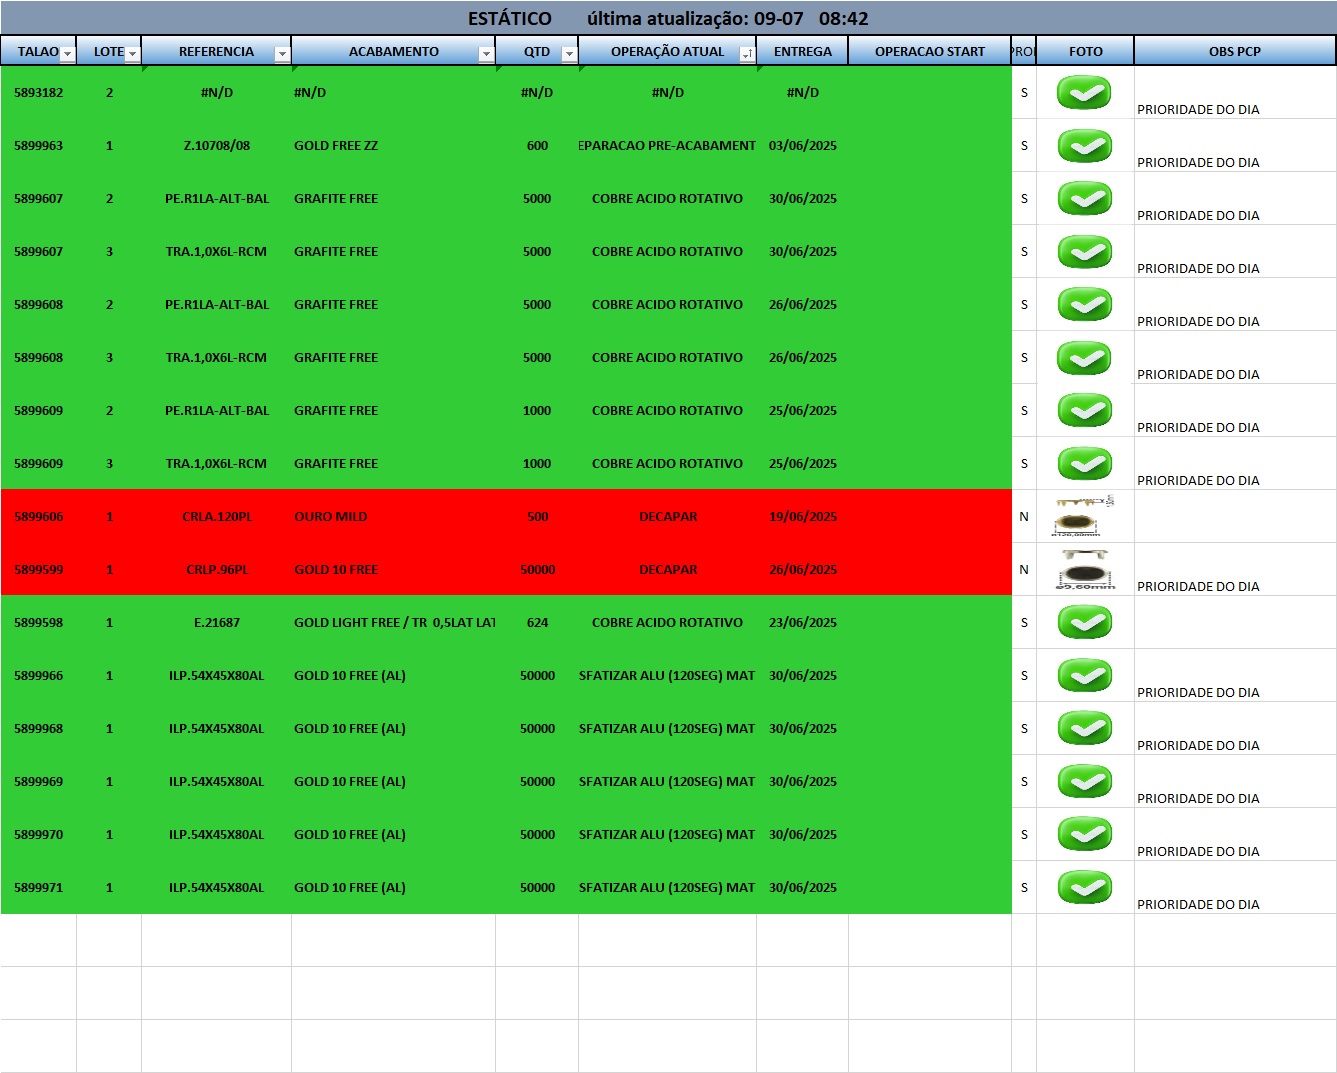 ESTÁTICO última atualização: 09-07 08:42
TALAO LOTE REFERENCIA ACABAMENTO QTD OPERAÇÃO ATUAL ENTREGA OPERACAO START PROI FOTO OBS PCP
5893182 2 #N/D #N/D #N/D #N/D #N/D S PRIORIDADE DO DIA
5899963 1 Z.10708/08 GOLD FREE ZZ 600 EPARACAO PRE-ACABAMENT 03/06/2025 S PRIORIDADE DO DIA
5899607 2 PE.R1LA-ALT-BAL GRAFITE FREE 5000 COBRE ACIDO ROTATIVO 30/06/2025 S PRIORIDADE DO DIA
5899607 3 TRA.1,0X6L-RCM GRAFITE FREE 5000 COBRE ACIDO ROTATIVO 30/06/2025 S PRIORIDADE DO DIA
5899608 2 PE.R1LA-ALT-BAL GRAFITE FREE 5000 COBRE ACIDO ROTATIVO 26/06/2025 S PRIORIDADE DO DIA
5899608 3 TRA.1,0X6L-RCM GRAFITE FREE 5000 COBRE ACIDO ROTATIVO 26/06/2025 S PRIORIDADE DO DIA
5899609 2 PE.R1LA-ALT-BAL GRAFITE FREE 1000 COBRE ACIDO ROTATIVO 25/06/2025 S PRIORIDADE DO DIA
5899609 3 TRA.1,0X6L-RCM GRAFITE FREE 1000 COBRE ACIDO ROTATIVO 25/06/2025 S PRIORIDADE DO DIA
5899606 1 CRLA.120PL OURO MILD 500 DECAPAR 19/06/2025 N
5899599 1 CRLP.96PL GOLD 10 FREE 50000 DECAPAR 26/06/2025 N ø9,60mm PRIORIDADE DO DIA
5899598 1 E.21687 GOLD LIGHT FREE / TR 0,5LAT LAT 624 COBRE ACIDO ROTATIVO 23/06/2025 S
5899966 1 ILP.54X45X80AL GOLD 10 FREE (AL) 50000 SFATIZAR ALU (120SEG) MAT 30/06/2025 S PRIORIDADE DO DIA
5899968 1 ILP.54X45X80AL GOLD 10 FREE (AL) 50000 SFATIZAR ALU (120SEG) MAT 30/06/2025 S PRIORIDADE DO DIA
5899969 1 ILP.54X45X80AL GOLD 10 FREE (AL) 50000 SFATIZAR ALU (120SEG) MAT 30/06/2025 S PRIORIDADE DO DIA
5899970 1 ILP.54X45X80AL GOLD 10 FREE (AL) 50000 SFATIZAR ALU (120SEG) MAT 30/06/2025 S PRIORIDADE DO DIA
5899971 1 ILP.54X45X80AL GOLD 10 FREE (AL) 50000 SFATIZAR ALU (120SEG) MAT 30/06/2025 S PRIORIDADE DO DIA